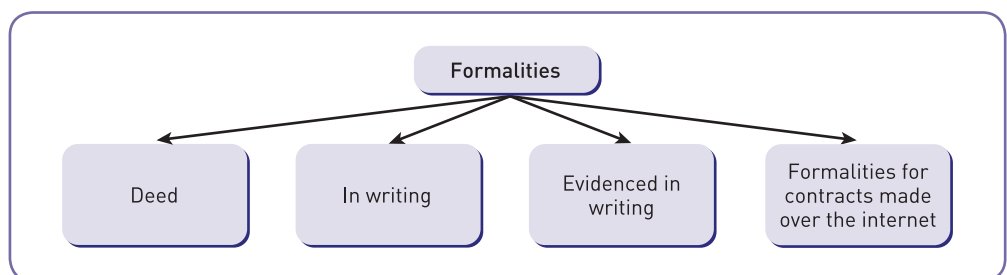 Formalities
Deed
In writing
Evidenced in
writing
Formalities for
contracts made
over the internet